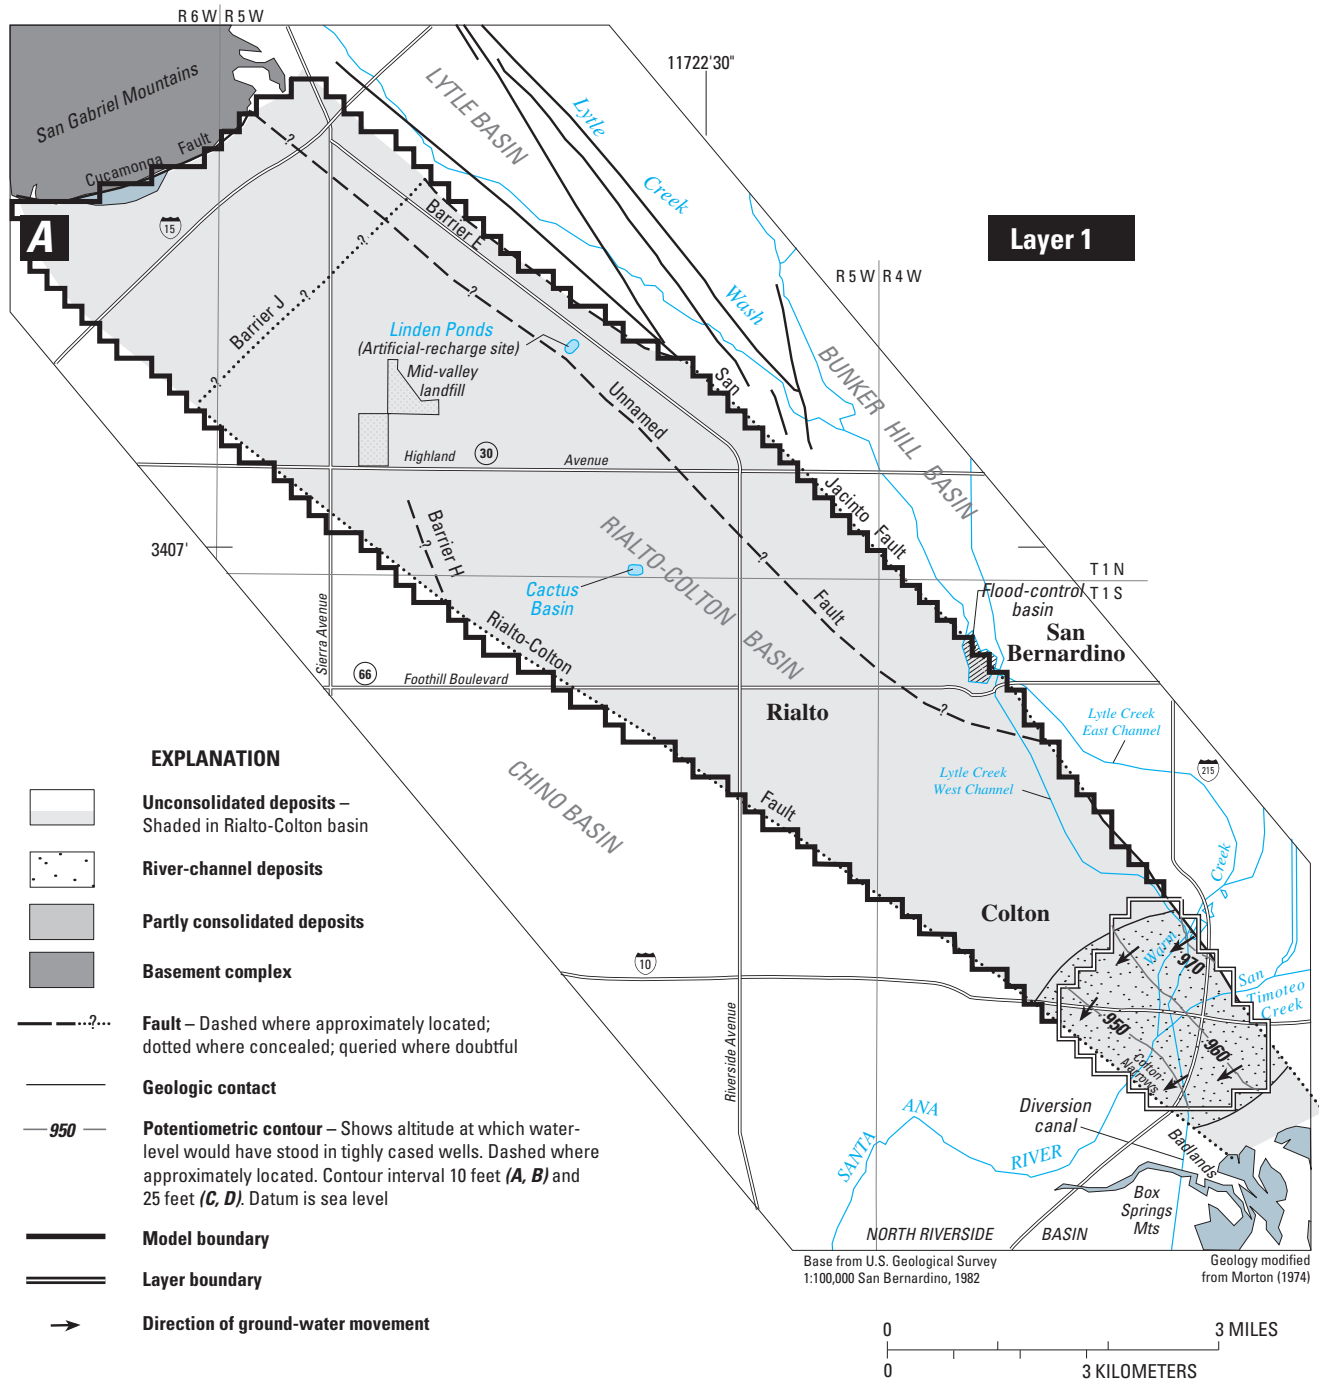 R 6 W R 5 W
11722'30"
San Gabriel Mountains
Cucamonga Fault
A
15
LYTLE BASIN
Lytle
Creek
Wash
Layer 1
R 5 W R 4 W
?
?
?
?
?
Barrier E
Barrier J
Linden Ponds
(Artificial-recharge site)
Mid-valley
landfill
San
Jacinto Fault
BUNKER HILL BASIN
Unnamed
Fault
?
?
Highland 30 Avenue
3407'
Barrier H
?
RIALTO-COLTON BASIN
Cactus
Basin
T 1 N
T 1 S
Flood-control
basin
San
Bernardino
Sierra Avenue
Rialto-Colton
Fault
66
Foothill Boulevard
Rialto
Lytle Creek
East Channel
Lytle Creek
West Channel
215
CHINO BASIN
Creek
Warm
Colton
10
Riverside Avenue
970
950
960
San
Timoteo
Creek
Colton
Narrows
Diversion
canal
Badlands
SANTA
ANA
RIVER
Box
Springs
Mts
NORTH RIVERSIDE BASIN
EXPLANATION
Unconsolidated deposits –
Shaded in Rialto-Colton basin
River-channel deposits
Partly consolidated deposits
Basement complex
?
Fault – Dashed where approximately located;
dotted where concealed; queried where doubtful
Geologic contact
950
Potentiometric contour – Shows altitude at which water-
level would have stood in tighly cased wells. Dashed where
approximately located. Contour interval 10 feet (A, B) and
25 feet (C, D). Datum is sea level
Model boundary
Layer boundary
Direction of ground-water movement
Base from U.S. Geological Survey
1:100,000 San Bernardino, 1982
Geology modified
from Morton (1974)
0 3 MILES
0 3 KILOMETERS